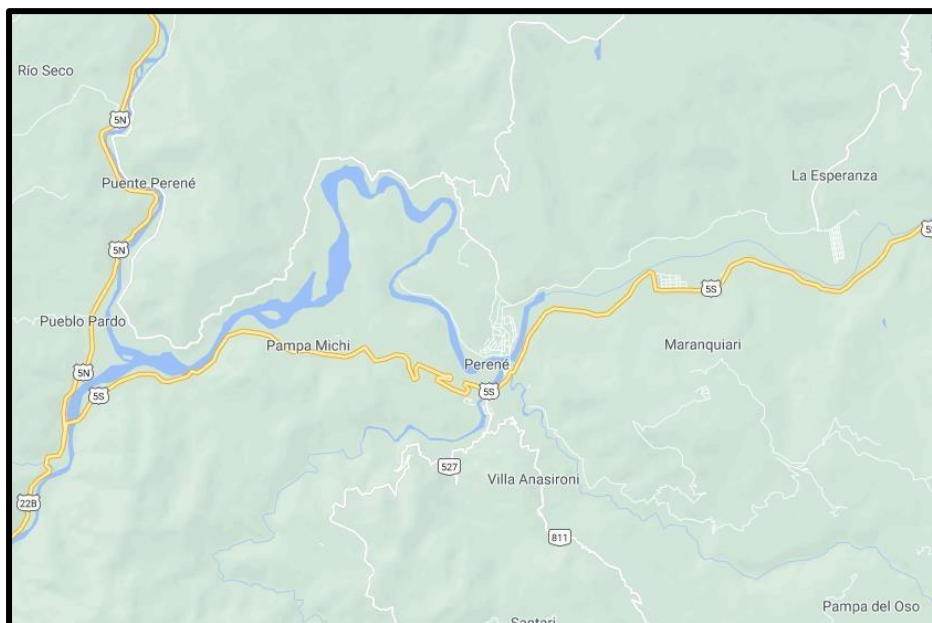 Río Seco
5N
Puente Perené
La Esperanza
5N
5S
5S
Pueblo Pardo
Pampa Michi
Maranquiari
5N
Perené
5S
5S
527
Villa Anasironi
22B
811
Pampa del Oso